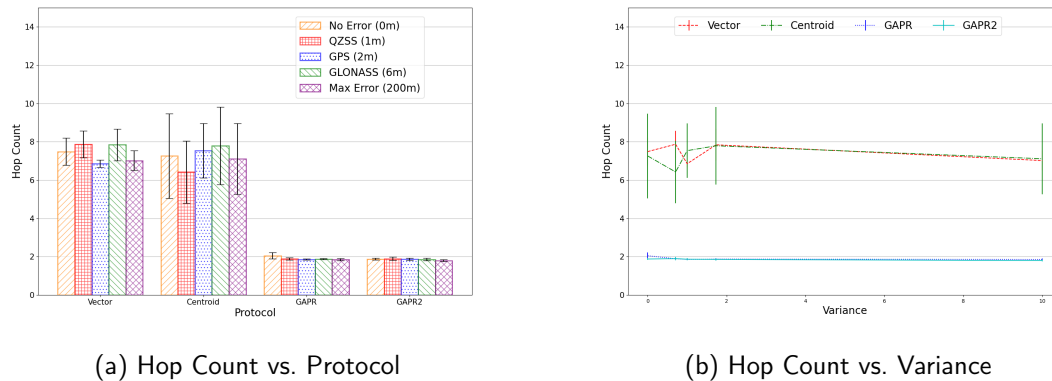 14
12
10
8
6
4
2
0
Hop Count
No Error (0m)
QZSS (1m)
GPS (2m)
GLONASS (6m)
Max Error (200m)
Vector
Centroid
GAPR
GAPR2
Protocol
(a) Hop Count vs. Protocol
14
12
10
8
6
4
2
0
Hop Count
Vector
Centroid
GAPR
GAPR2
0
2
4
6
8
10
Variance
(b) Hop Count vs. Variance